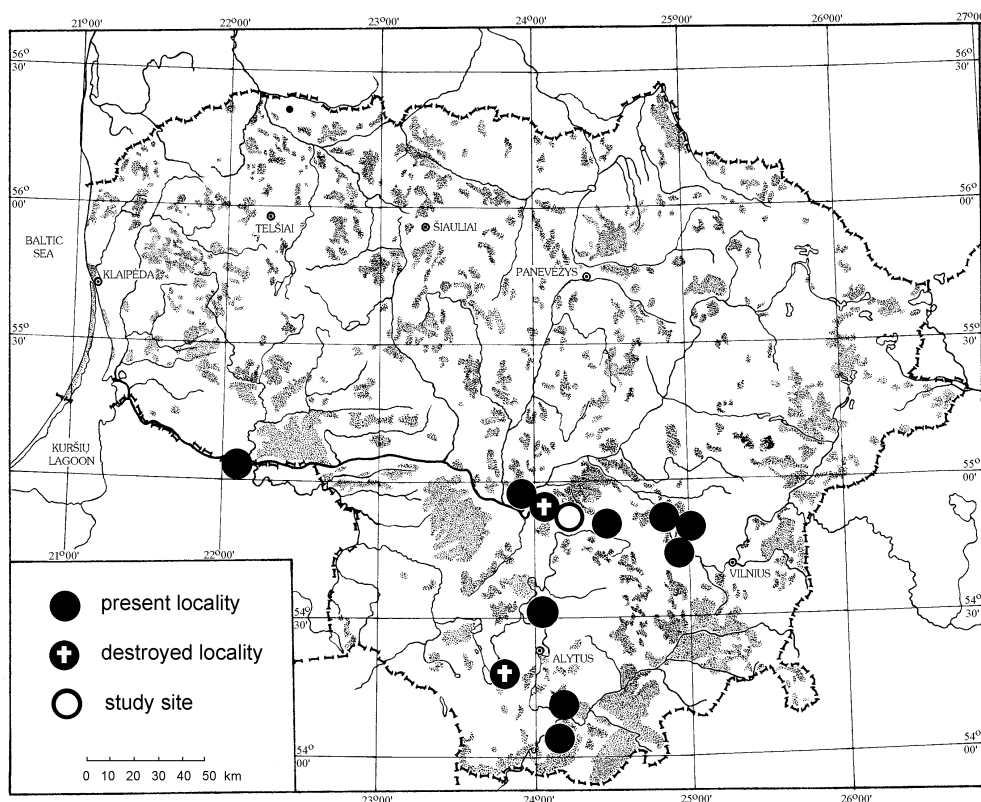 21°00' 22°00' 23°00' 24°00' 25°00' 26°00' 27°00'
56° 30' 56° 30'
56° 00' 56° 00'
TELŠIAI
ŠIAULIAI
BALTIC SEA
KLAIPĖDA
PANEVĖŽYS
55° 30' 55° 30'
KURŠIŲ LAGOON
55° 00' 55° 00'
21°00' 22°00'
VILNIUS
present locality
54° 30' 54° 30'
destroyed locality
ALYTUS
study site
54° 00' 54° 00'
0 10 20 30 40 50 km
23°00' 24°00' 25°00' 26°00'